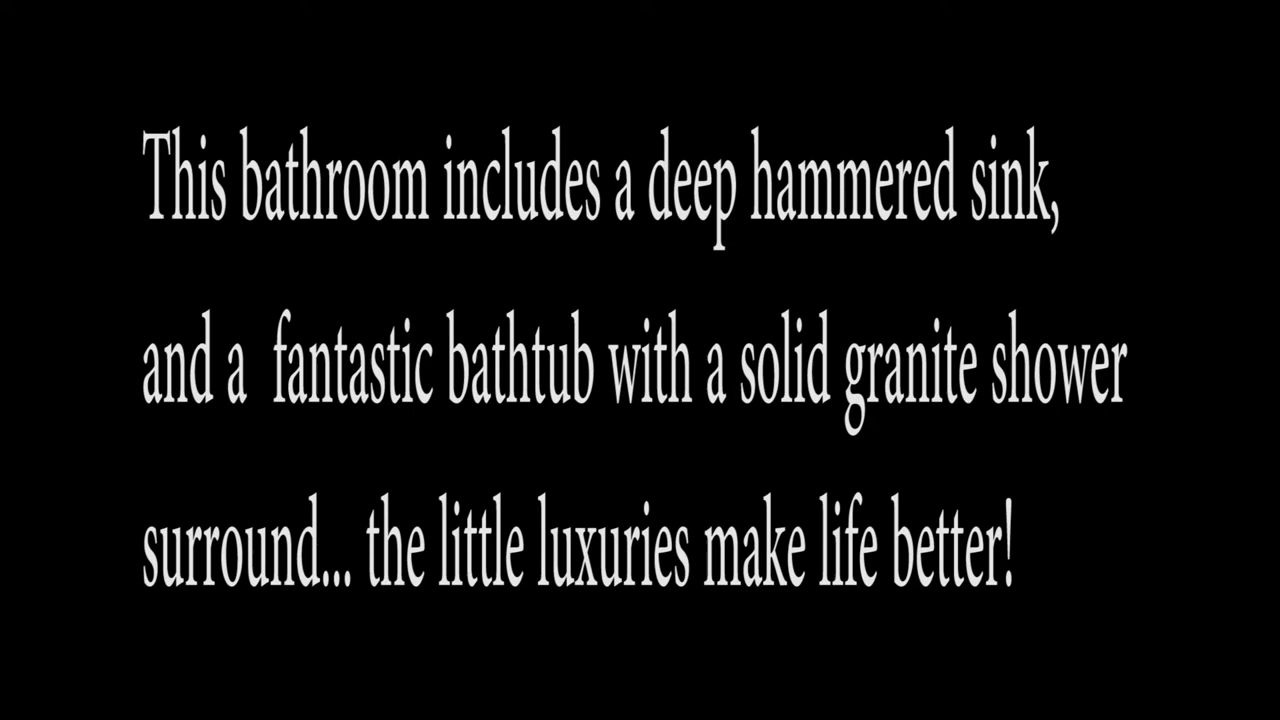 This bathroom includes a deep hammered sink,
and a  fantastic bathtub with a solid granite shower
surround... the little luxuries make life better!